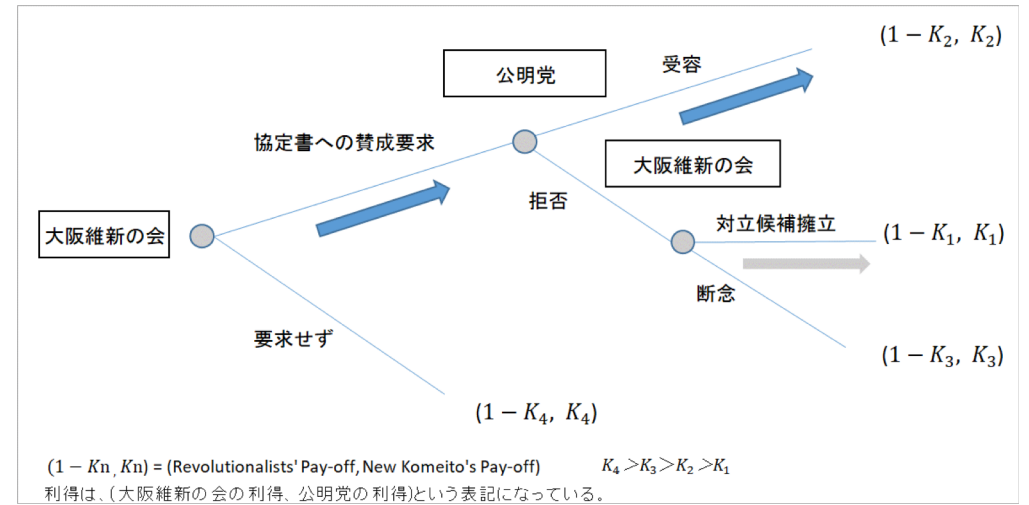 (1−K₂, K₂)
公明党
受容
協定書への賛成要求
大阪維新の会
拒否
大阪維新の会
対立候補擁立
(1−K₁, K₁)
断念
要求せず
(1−K₃, K₃)
(1−K₄, K₄)
(1−Kn , Kn) = (Revolutionalists' Pay-off, New Komeito's Pay-off) K₄＞K₃＞K₂＞K₁
利得は、(大阪維新の会の利得、公明党の利得)という表記になっている。